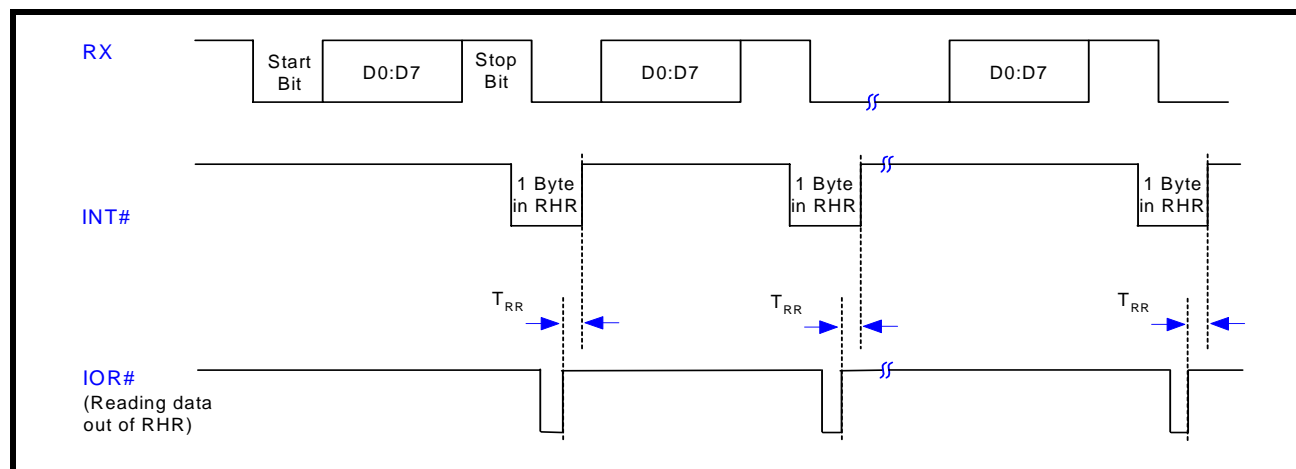 RX
Start
Bit
D0:D7
Stop
Bit
D0:D7
D0:D7
INT#
1 Byte
in RHR
1 Byte
in RHR
1 Byte
in RHR
TRR
TRR
TRR
IOR#
(Reading data
out of RHR)